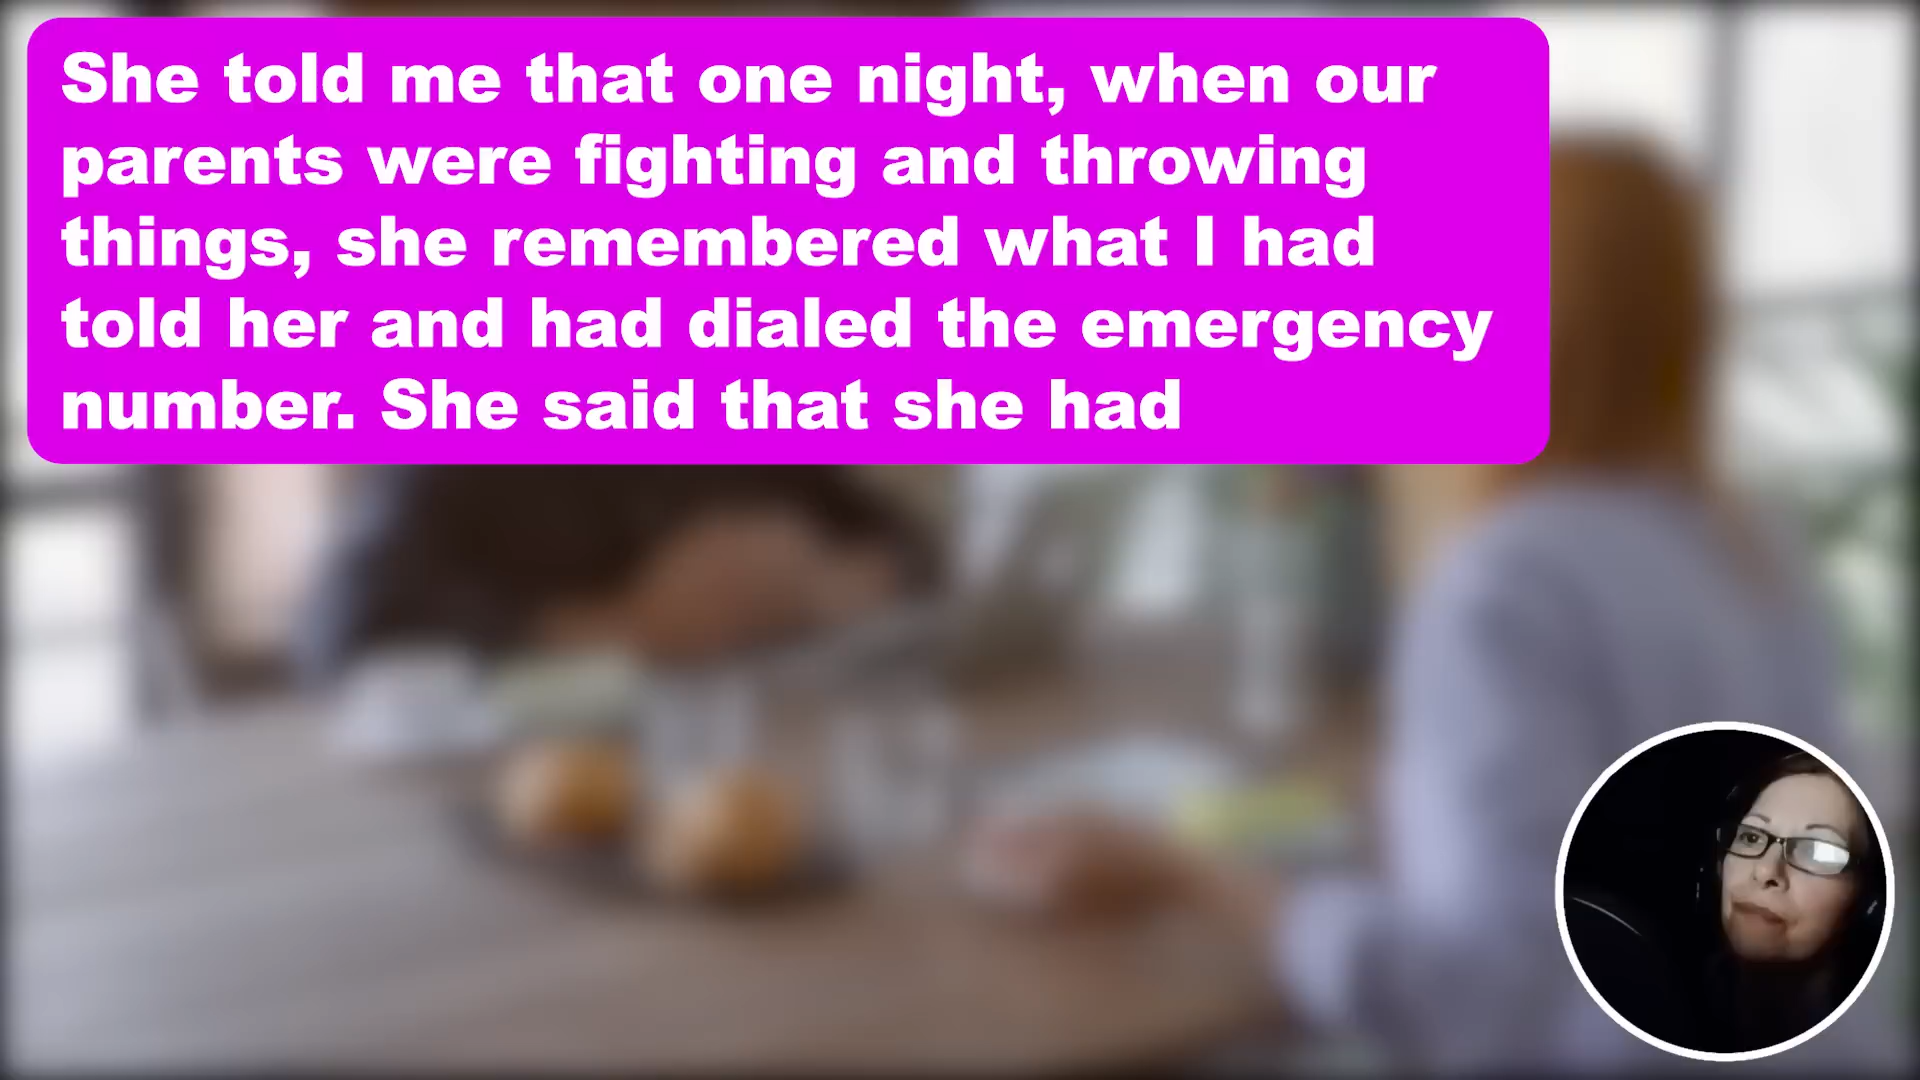 She told me that one night, when our
parents were fighting and throwing
things, she remembered what I had
told her and had dialed the emergency
number. She said that she had